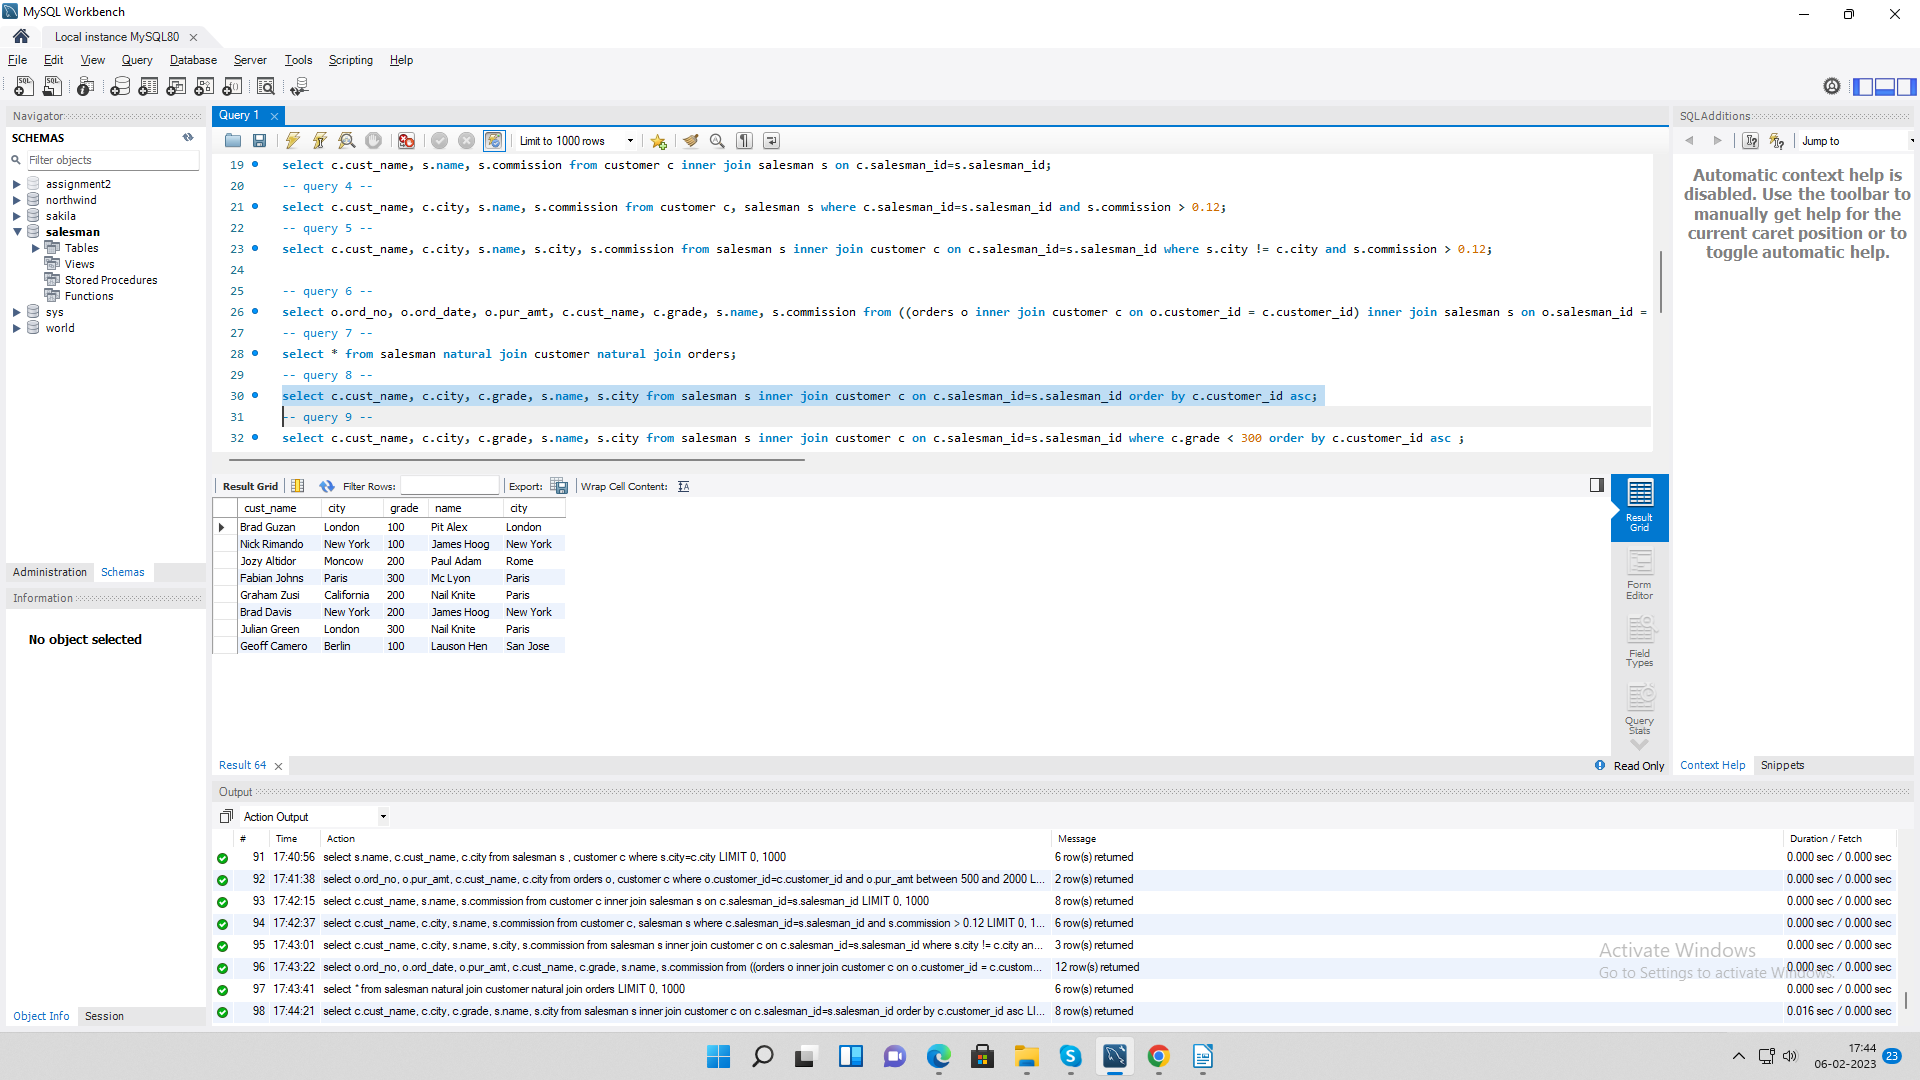 MySQL Workbench
Local instance MySQL80
File Edit View Query Database Server Tools Scripting Help
Navigator
SCHEMAS
Filter objects
assignment2
northwind
sakila
salesman
Tables
Views
Stored Procedures
Functions
sys
world
Administration Schemas
Information
No object selected
Object Info Session
Query 1
Limit to 1000 rows
19 select c.cust_name, s.name, s.commission from customer c inner join salesman s on c.salesman_id=s.salesman_id;
20 -- query 4 --
21 select c.cust_name, c.city, s.name, s.commission from customer c, salesman s where c.salesman_id=s.salesman_id and s.commission > 0.12;
22 -- query 5 --
23 select c.cust_name, c.city, s.name, s.city, s.commission from salesman s inner join customer c on c.salesman_id=s.salesman_id where s.city != c.city and s.commission > 0.12;
24
25 -- query 6 --
26 select o.ord_no, o.ord_date, o.pur_amt, c.cust_name, c.grade, s.name, s.commission from ((orders o inner join customer c on o.customer_id = c.customer_id) inner join salesman s on o.salesman_id =
27 -- query 7 --
28 select * from salesman natural join customer natural join orders;
29 -- query 8 --
30 select c.cust_name, c.city, c.grade, s.name, s.city from salesman s inner join customer c on c.salesman_id=s.salesman_id order by c.customer_id asc;
31 -- query 9 --
32 select c.cust_name, c.city, c.grade, s.name, s.city from salesman s inner join customer c on c.salesman_id=s.salesman_id where c.grade < 300 order by c.customer_id asc ;
Result Grid Filter Rows: Export: Wrap Cell Content:
cust_name city grade name city
Brad Guzan London 100 Pit Alex London
Nick Rimando New York 100 James Hoog New York
Jozy Altidor Moncow 200 Paul Adam Rome
Fabian Johns Paris 300 Mc Lyon Paris
Graham Zusi California 200 Nail Knite Paris
Brad Davis New York 200 James Hoog New York
Julian Green London 300 Nail Knite Paris
Geoff Camero Berlin 100 Lauson Hen San Jose
Result Grid
Form Editor
Field Types
Query Stats
Result 64
Read Only
SQLAdditions
Jump to
Automatic context help is
disabled. Use the toolbar to
manually get help for the
current caret position or to
toggle automatic help.
Context Help Snippets
Output
Action Output
# Time Action Message Duration / Fetch
91 17:40:56 select s.name, c.cust_name, c.city from salesman s , customer c where s.city=c.city LIMIT 0, 1000 6 row(s) returned 0.000 sec / 0.000 sec
92 17:41:38 select o.ord_no, o.pur_amt, c.cust_name, c.city from orders o, customer c where o.customer_id=c.customer_id and o.pur_amt between 500 and 2000 L... 2 row(s) returned 0.000 sec / 0.000 sec
93 17:42:15 select c.cust_name, s.name, s.commission from customer c inner join salesman s on c.salesman_id=s.salesman_id LIMIT 0, 1000 8 row(s) returned 0.000 sec / 0.000 sec
94 17:42:37 select c.cust_name, c.city, s.name, s.commission from customer c, salesman s where c.salesman_id=s.salesman_id and s.commission > 0.12 LIMIT 0, 1... 6 row(s) returned 0.000 sec / 0.000 sec
95 17:43:01 select c.cust_name, c.city, s.name, s.city, s.commission from salesman s inner join customer c on c.salesman_id=s.salesman_id where s.city != c.city an... 3 row(s) returned 0.000 sec / 0.000 sec
96 17:43:22 select o.ord_no, o.ord_date, o.pur_amt, c.cust_name, c.grade, s.name, s.commission from ((orders o inner join customer c on o.customer_id = c.custom... 12 row(s) returned 0.000 sec / 0.000 sec
97 17:43:41 select * from salesman natural join customer natural join orders LIMIT 0, 1000 6 row(s) returned 0.000 sec / 0.000 sec
98 17:44:21 select c.cust_name, c.city, c.grade, s.name, s.city from salesman s inner join customer c on c.salesman_id=s.salesman_id order by c.customer_id asc LI... 8 row(s) returned 0.016 sec / 0.000 sec
Activate Windows
Go to Settings to activate Windows.
17:44
06-02-2023
23